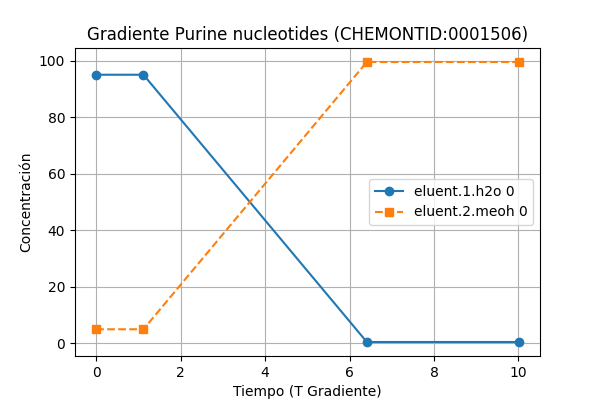 Gradiente Purine nucleotides (CHEMONTID:0001506)
100
80
60
40
20
0
Concentración
eluent.1.h2o 0
eluent.2.meoh 0
0 2 4 6 8 10
Tiempo (T Gradiente)